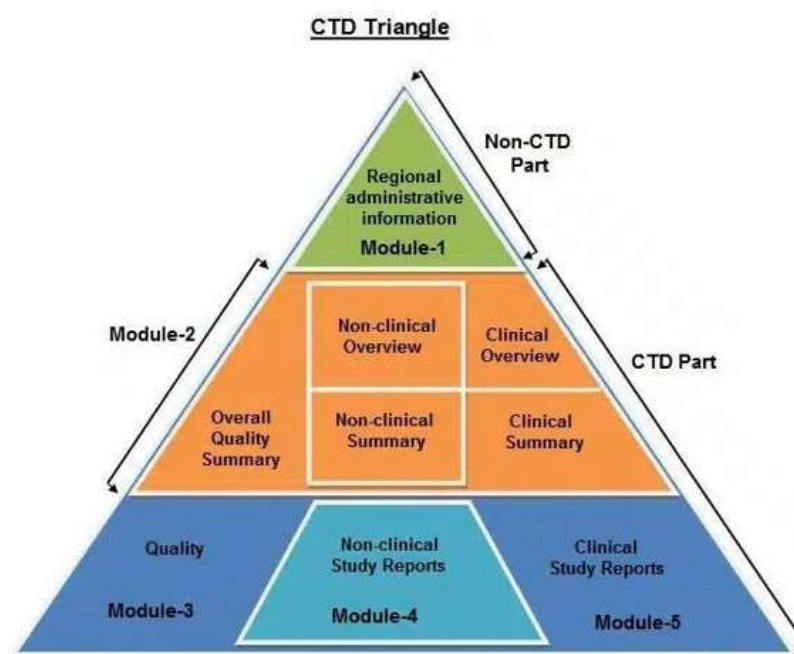 CTD Triangle
Non-CTD
Part
Regional
administrative
information
Module-1
Module-2
Non-clinical
Overview
Clinical
Overview
CTD Part
Overall
Quality
Summary
Non-clinical
Summary
Clinical
Summary
Quality
Module-3
Non-clinical
Study Reports
Module-4
Clinical
Study Reports
Module-5